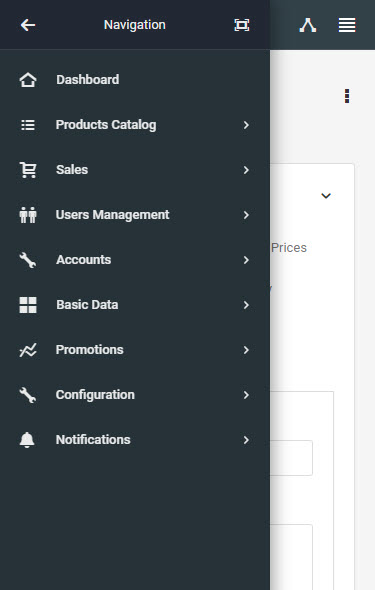 Navigation
Dashboard
Products Catalog
Sales
Users Management
Accounts
Basic Data
Promotions
Configuration
Notifications
Prices